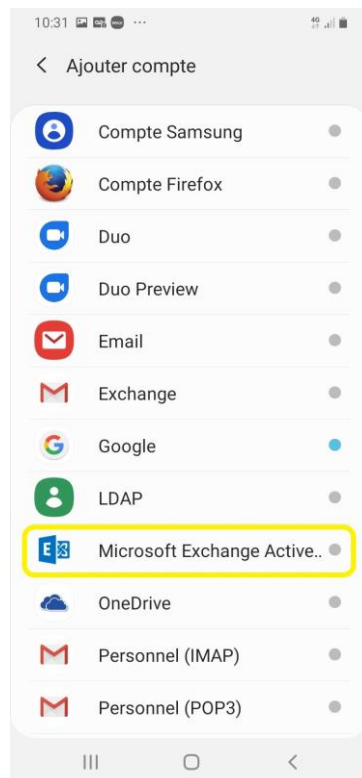 10:31
4G
Ajouter compte
Compte Samsung
Compte Firefox
Duo
Duo Preview
Email
Exchange
Google
LDAP
Microsoft Exchange Active..
OneDrive
Personnel (IMAP)
Personnel (POP3)